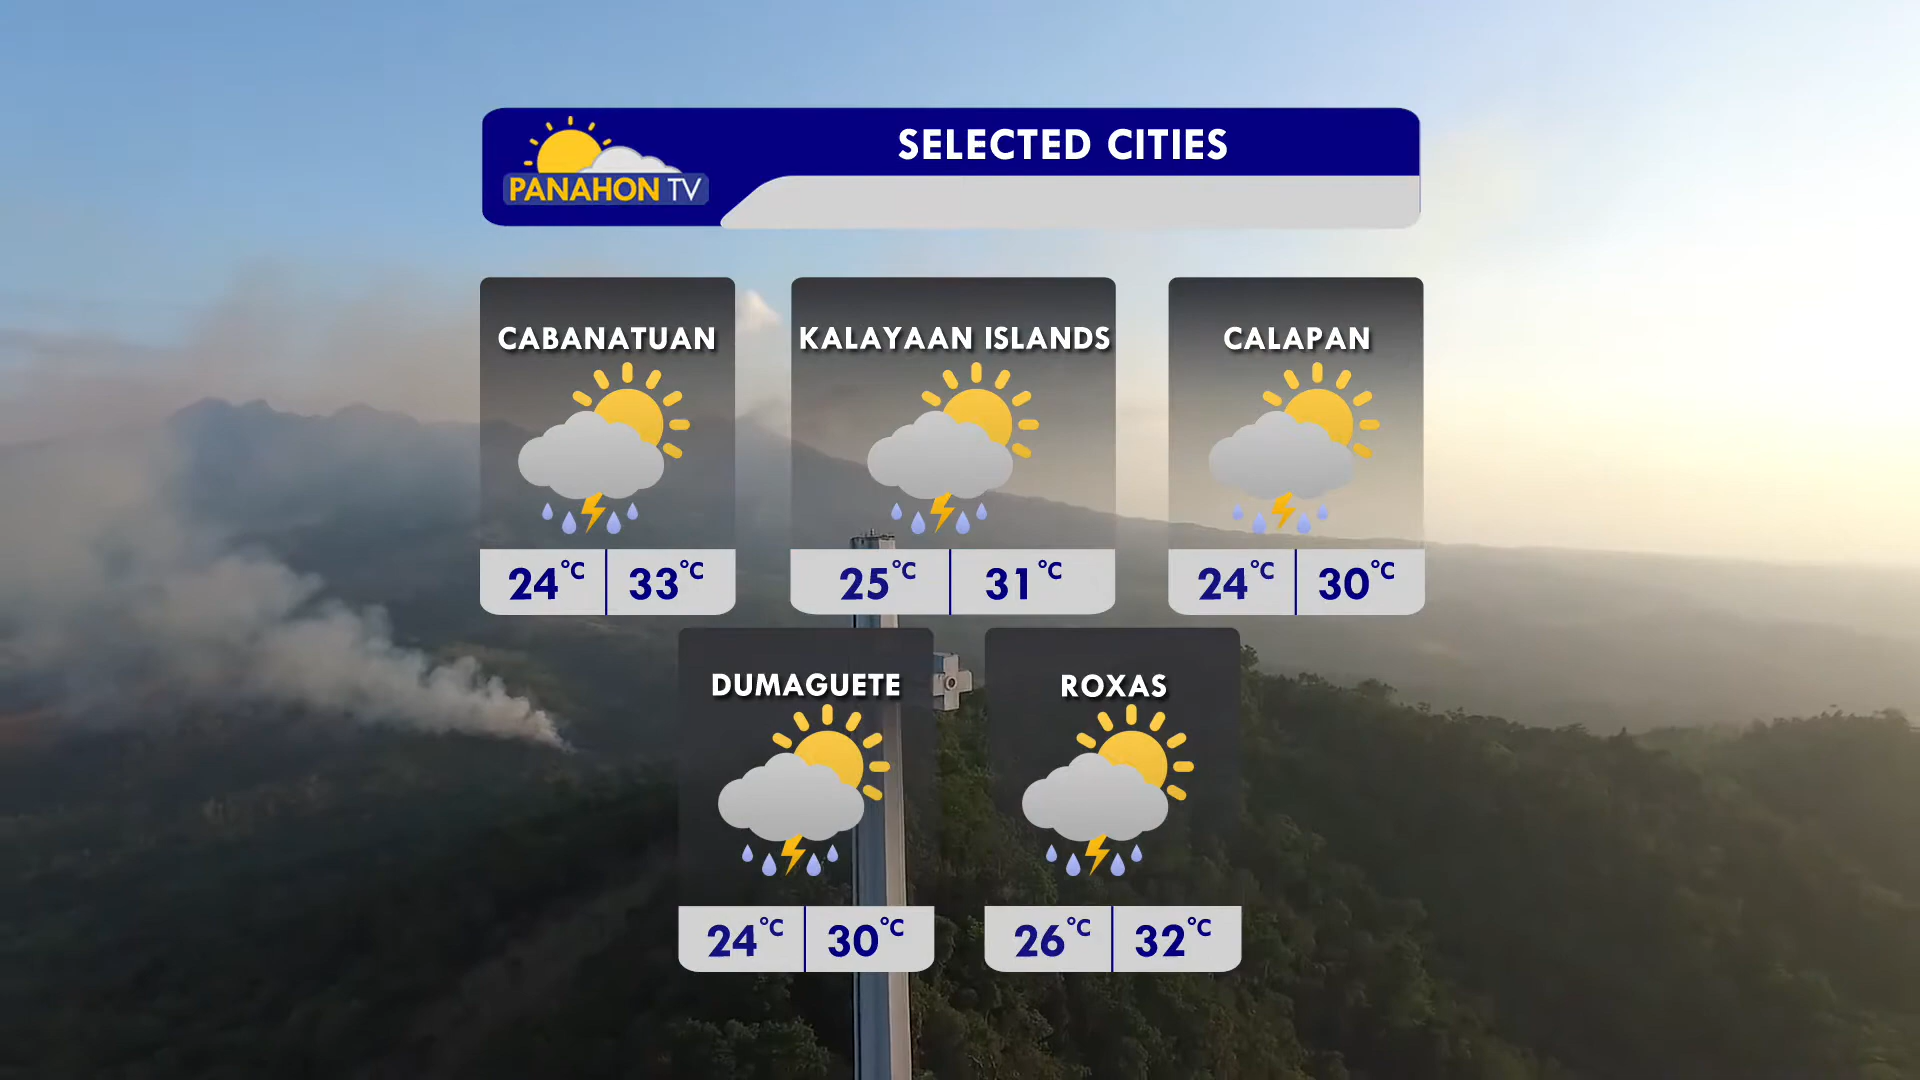 PANAHON TV
SELECTED CITIES
CABANATUAN
24°C 33°C
KALAYAAN ISLANDS
25°C 31°C
CALAPAN
24°C 30°C
DUMAGUETE
24°C 30°C
ROXAS
26°C 32°C